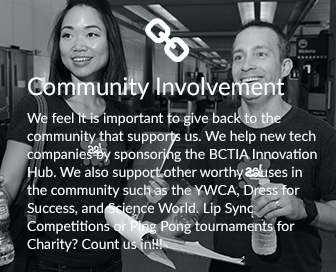 Community Involvement
We feel it is important to give back to the
community that supports us. We help new tech
companies by sponsoring the BCTIA Innovation
Hub. We also support other worthy causes in
the community such as the YWCA, Dress for
Success, and Science World. Lip Sync
Competitions or Ping Pong tournaments for
Charity? Count us in!!!